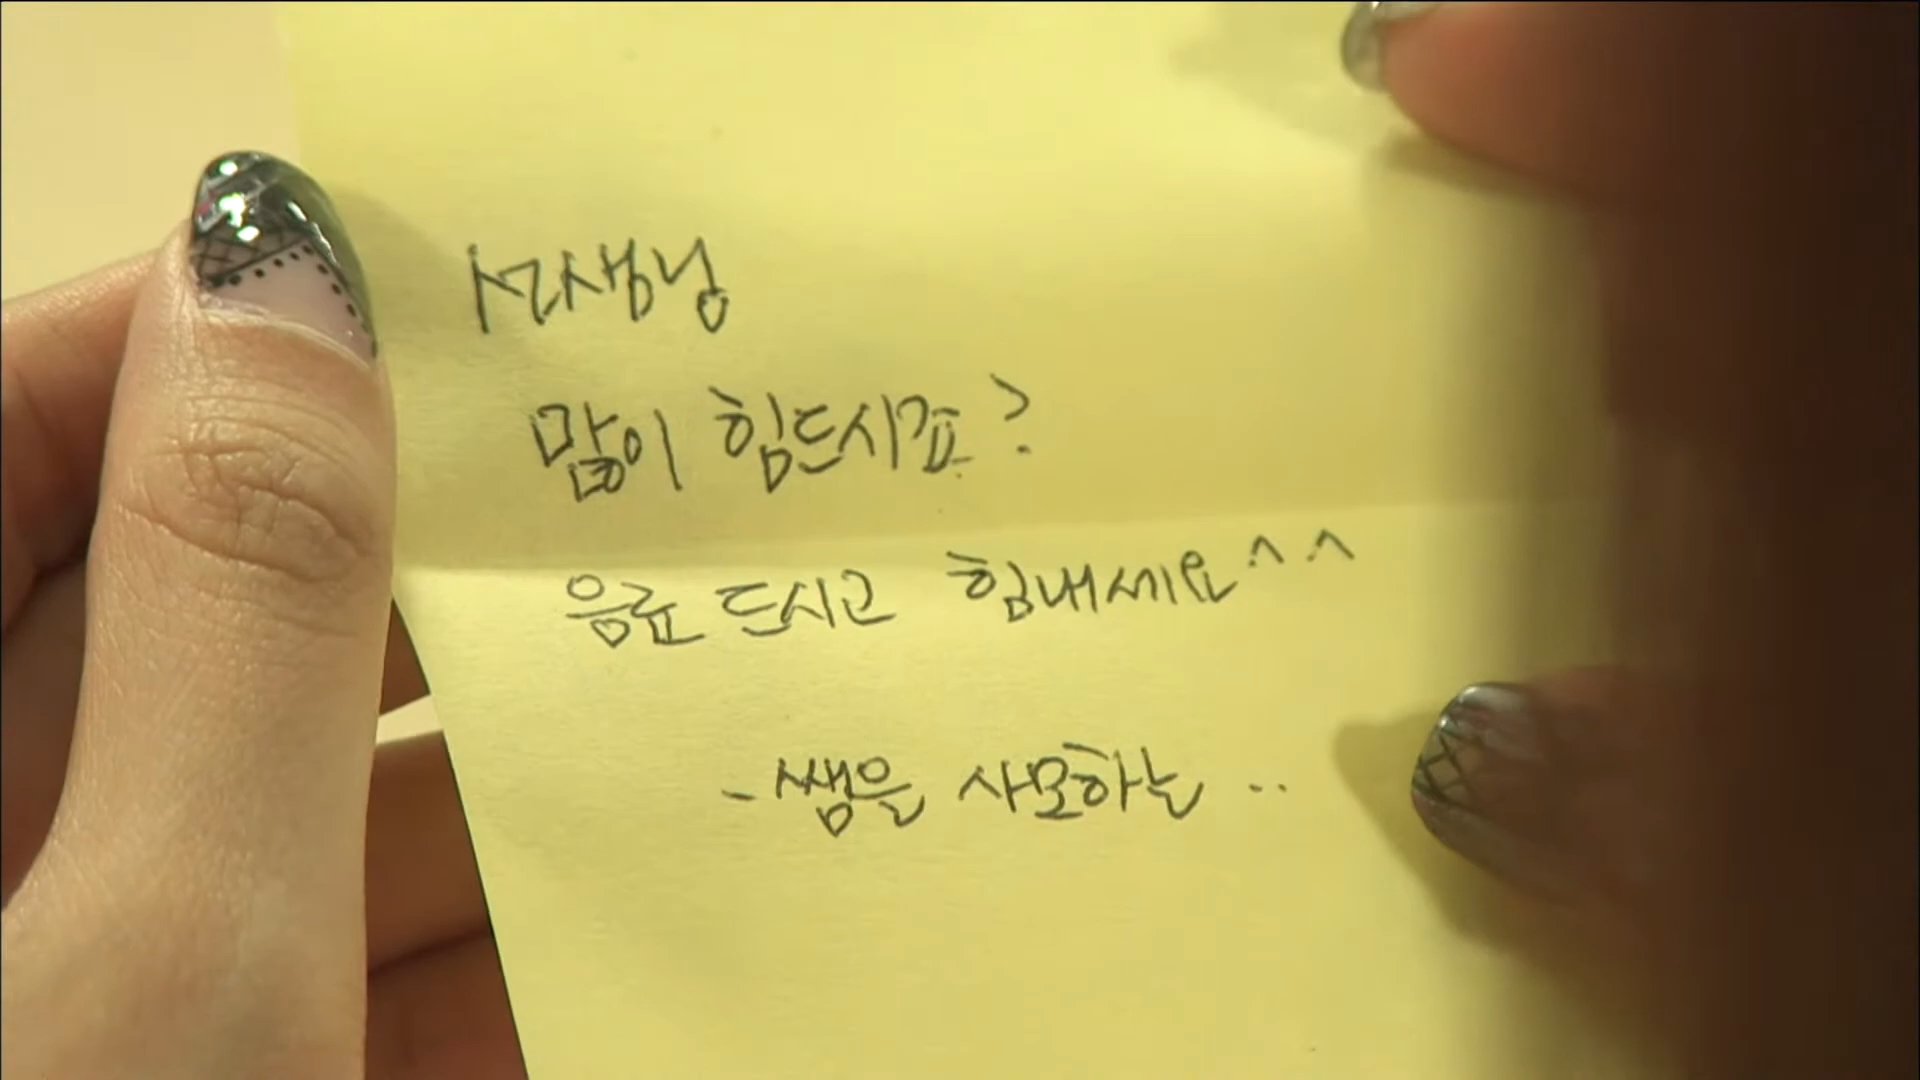 선생님
많이 힘드시죠?
음료 드시고 힘내세요^^
- 쌤을 사모하는 ..